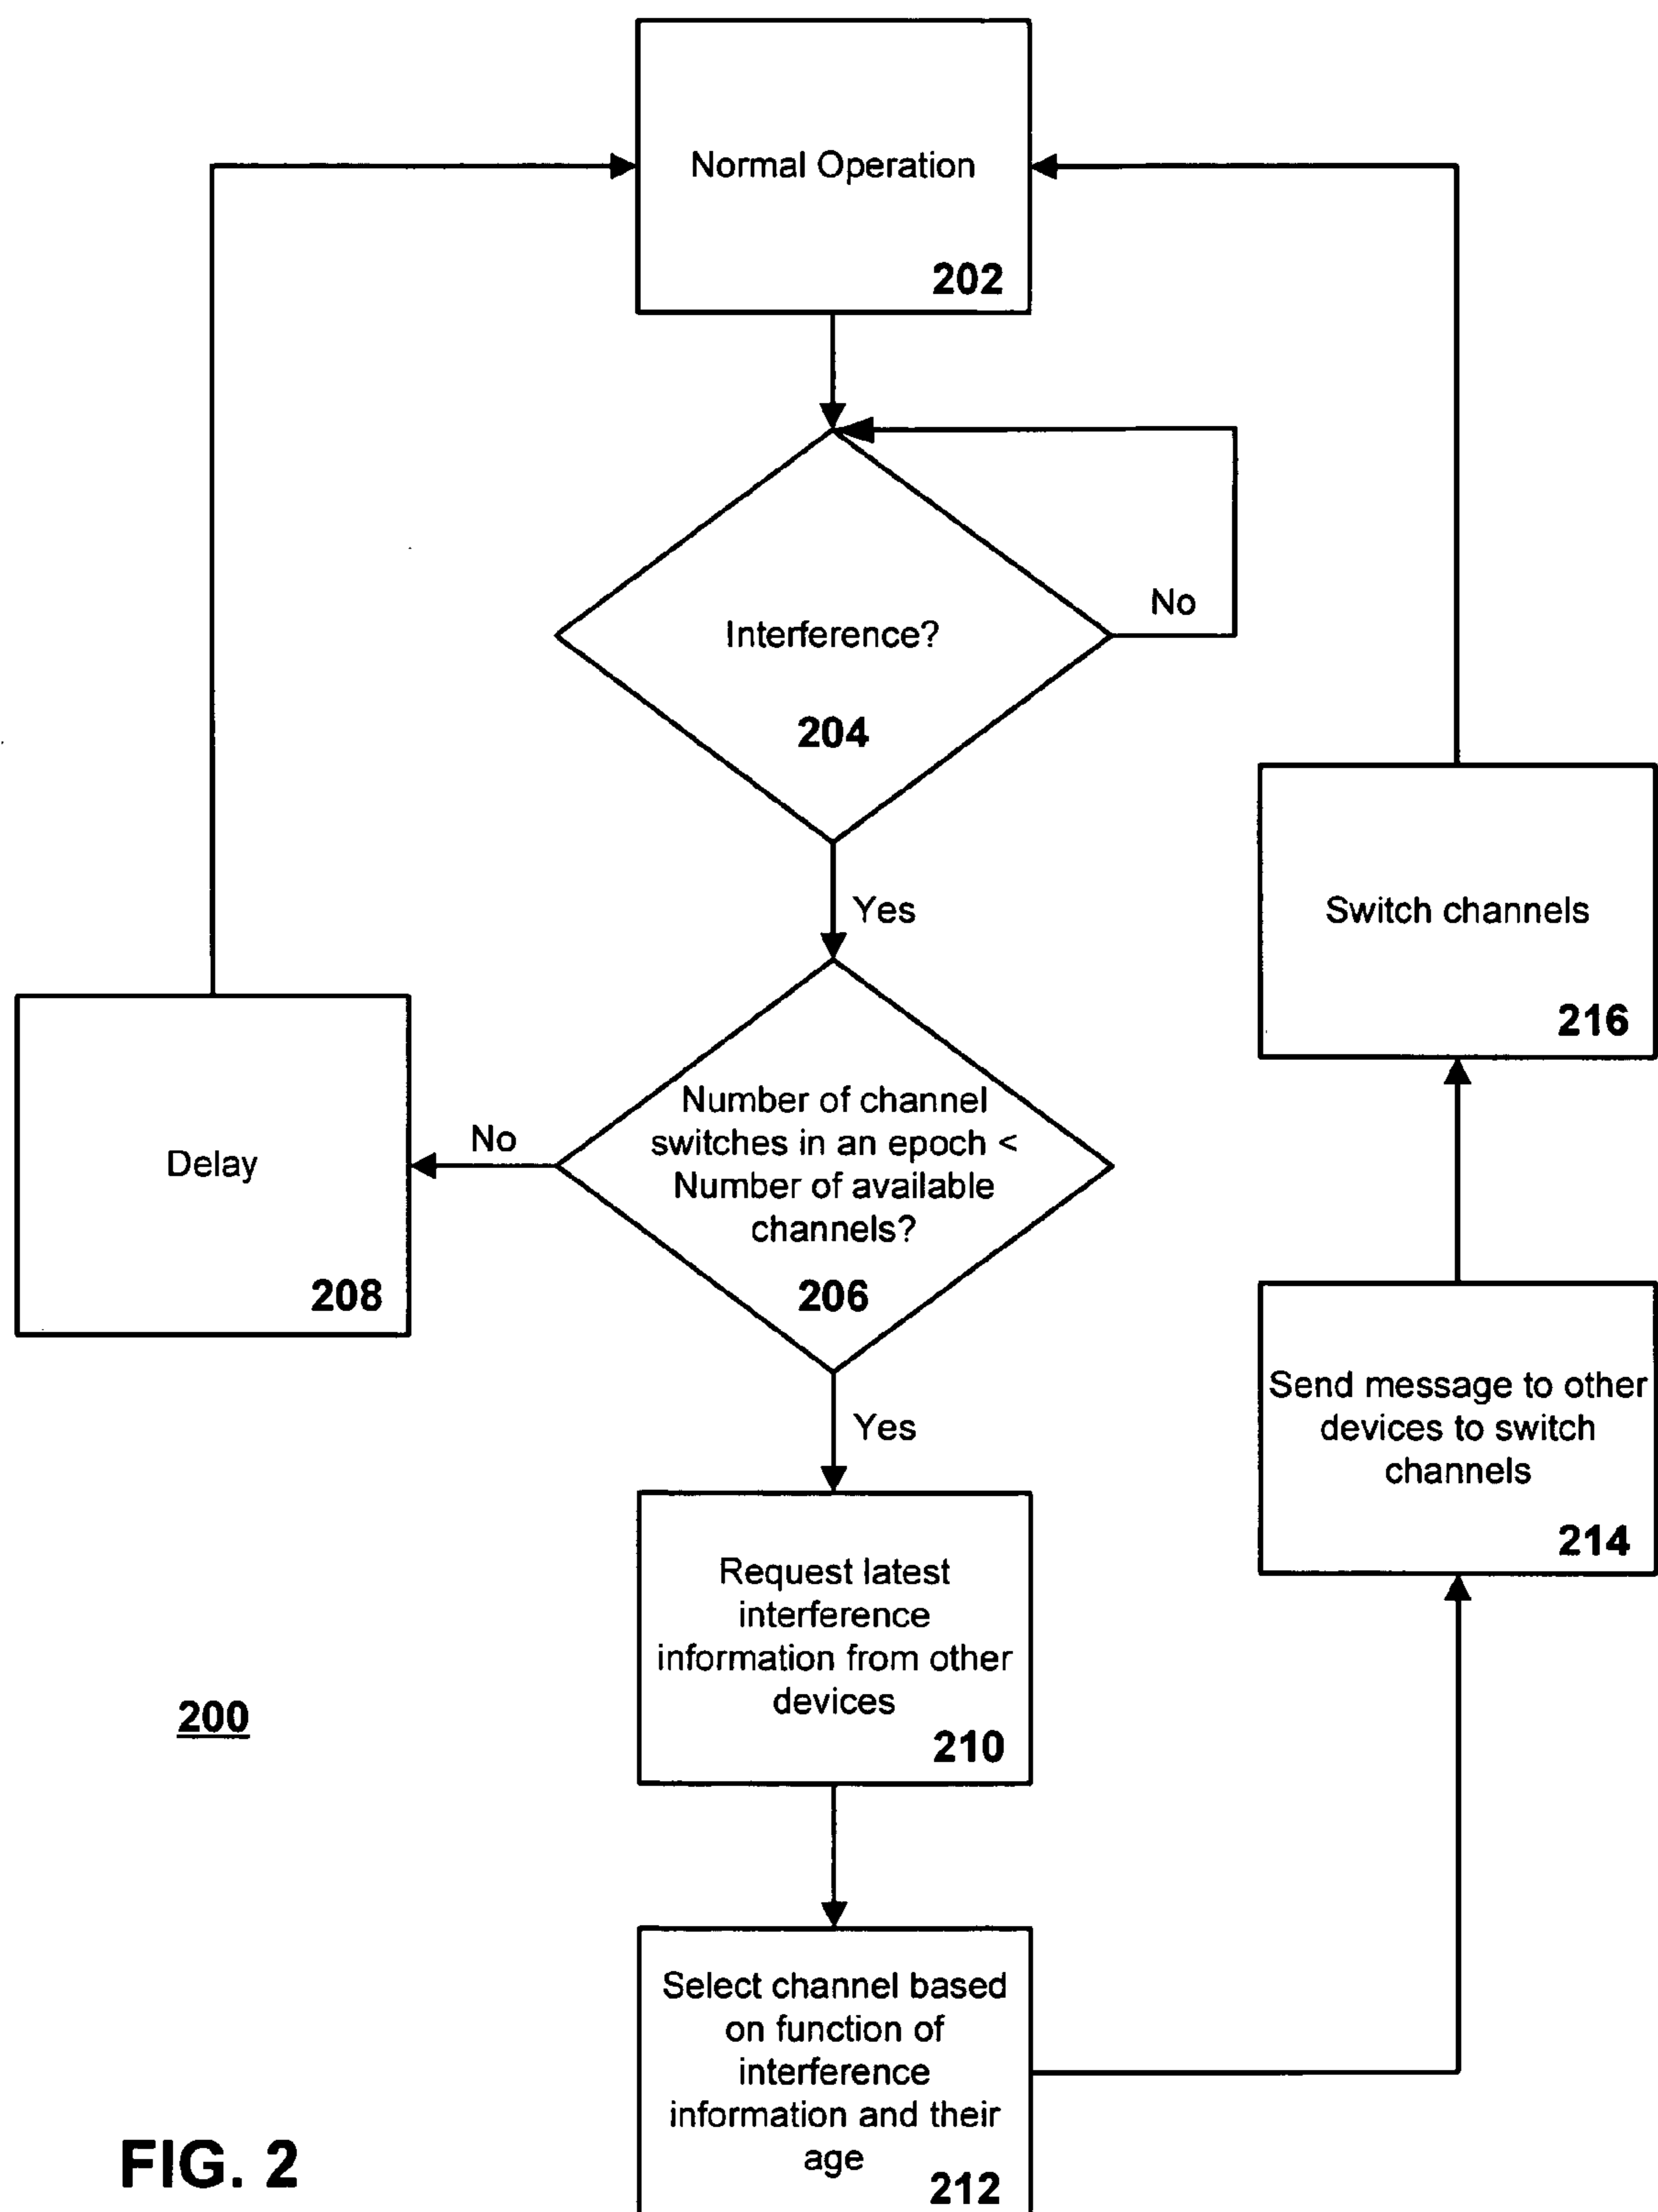 Normal Operation
202
Interference?
No
204
Yes
Switch channels
216
Number of channel
switches in an epoch <
Number of available
channels?
206
No
Delay
208
Send message to other
devices to switch
channels
214
Yes
Request latest
interference
information from other
devices
210
200
Select channel based
on function of
interference
information and their
age
212
FIG. 2